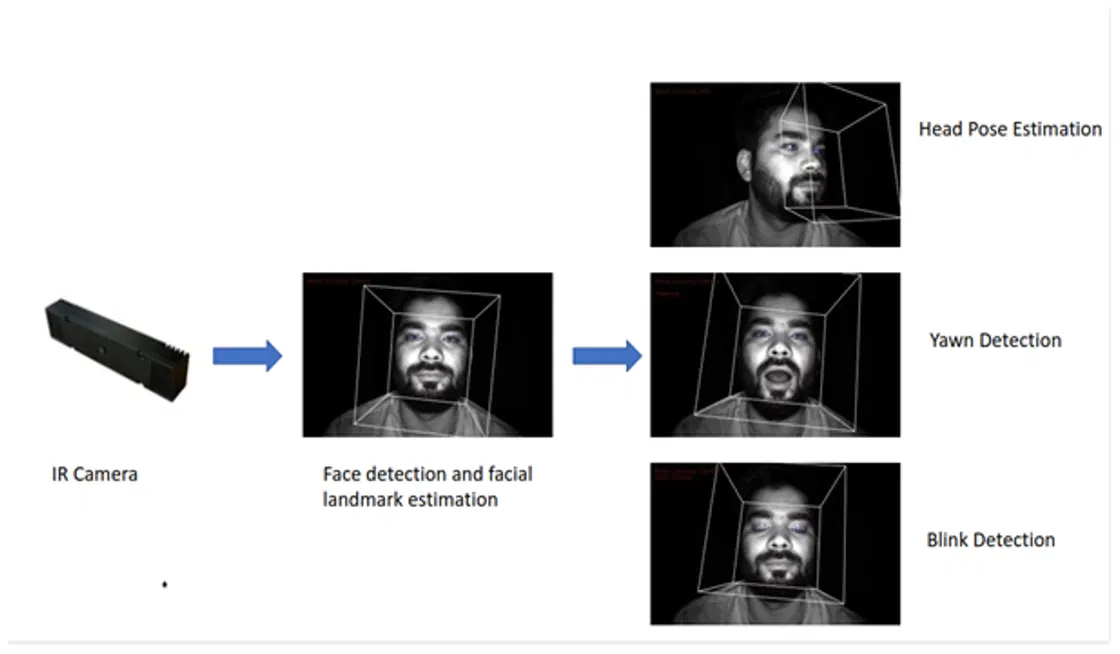 Head Pose Estimation
Yawn Detection
IR Camera
Face detection and facial
landmark estimation
Blink Detection